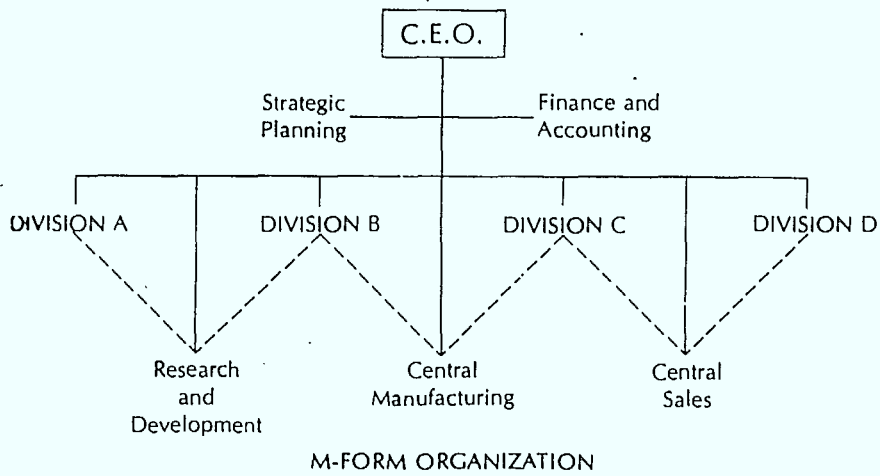 C.E.O.
Strategic
Planning
Finance and
Accounting
DIVISION A
DIVISION B
DIVISION C
DIVISION D
Research
and
Development
Central
Manufacturing
Central
Sales
M-FORM ORGANIZATION